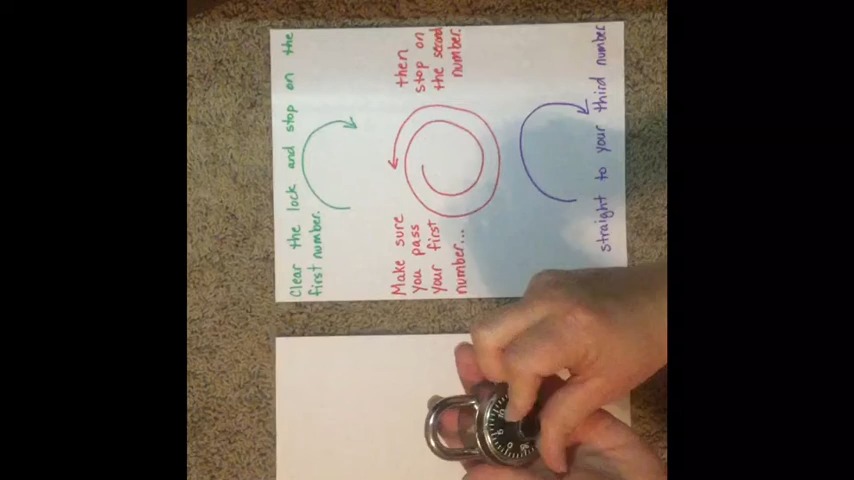 Clear the lock and stop on the
first number.
Make sure
you pass
your first
number...
then
stop on
the second
number.
straight to your third number